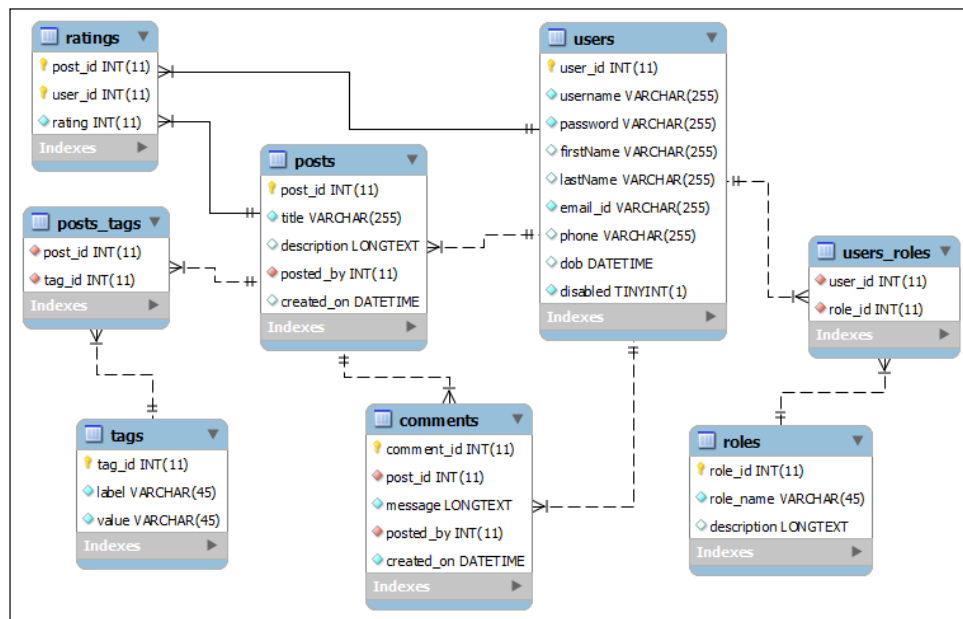 ratings
post_id INT(11)
user_id INT(11)
rating INT(11)
Indexes
users
user_id INT(11)
username VARCHAR(255)
password VARCHAR(255)
firstName VARCHAR(255)
lastName VARCHAR(255)
email_id VARCHAR(255)
phone VARCHAR(255)
dob DATETIME
disabled TINYINT(1)
Indexes
posts
post_id INT(11)
title VARCHAR(255)
description LONGTEXT
posted_by INT(11)
created_on DATETIME
Indexes
posts_tags
post_id INT(11)
tag_id INT(11)
Indexes
users_roles
user_id INT(11)
role_id INT(11)
Indexes
tags
tag_id INT(11)
label VARCHAR(45)
value VARCHAR(45)
Indexes
comments
comment_id INT(11)
post_id INT(11)
message LONGTEXT
posted_by INT(11)
created_on DATETIME
Indexes
roles
role_id INT(11)
role_name VARCHAR(45)
description LONGTEXT
Indexes